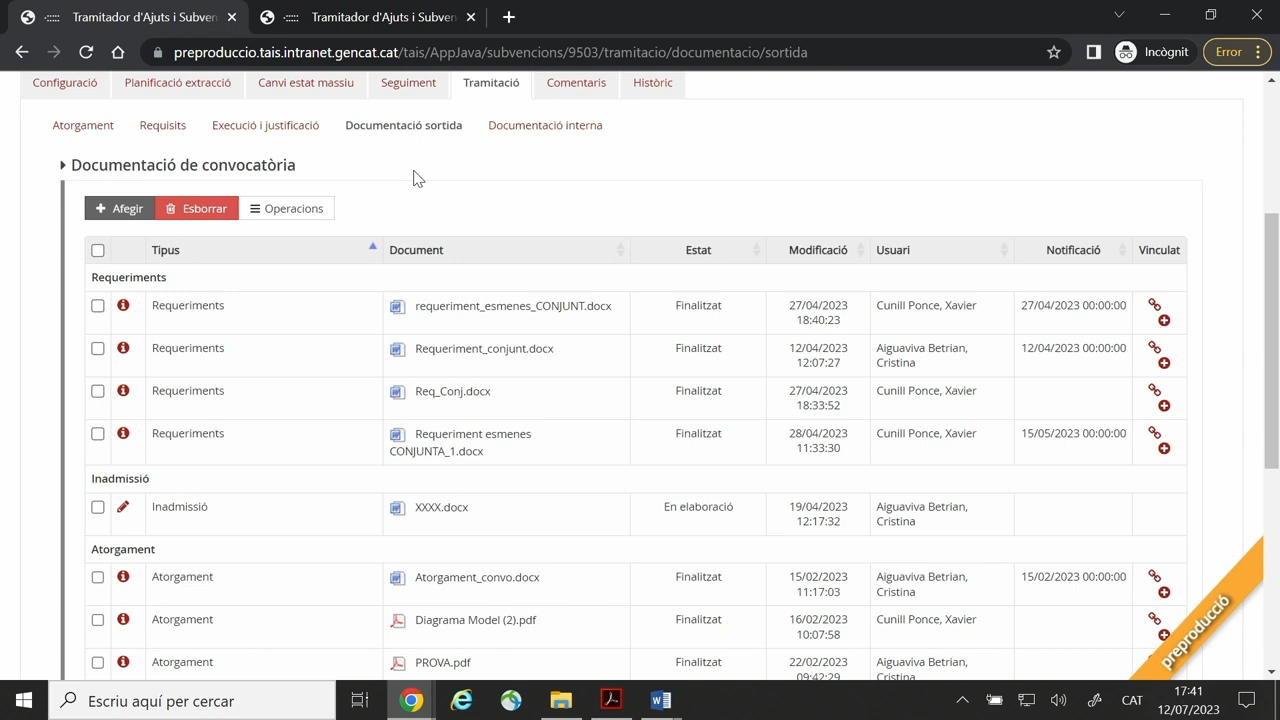 Tramitador d'Ajuts i Subven
Tramitador d'Ajuts i Subven
preproduccio.tais.intranet.gencat.cat/tais/AppJava/subvencions/9503/tramitacio/documentacio/sortida
Incògnit
Error
Configuració
Planificació extracció
Canvi estat massiu
Seguiment
Tramitació
Comentaris
Històric
Atorgament
Requisits
Execució i justificació
Documentació sortida
Documentació interna
Documentació de convocatòria
Afegir
Esborrar
Operacions
Tipus
Document
Estat
Modificació
Usuari
Notificació
Vinculat
Requeriments
Requeriments
requeriment_esmenes_CONJUNT.docx
Finalitzat
27/04/2023
18:40:23
Cunill Ponce, Xavier
27/04/2023 00:00:00
Requeriments
Requeriment_conjunt.docx
Finalitzat
12/04/2023
12:07:27
Aiguaviva Betrian,
Cristina
12/04/2023 00:00:00
Requeriments
Req_Conj.docx
Finalitzat
27/04/2023
18:33:52
Cunill Ponce, Xavier
Requeriments
Requeriment esmenes
CONJUNTA_1.docx
Finalitzat
28/04/2023
11:33:30
Cunill Ponce, Xavier
15/05/2023 00:00:00
Inadmissió
Inadmissió
XXXX.docx
En elaboració
19/04/2023
12:17:32
Aiguaviva Betrian,
Cristina
Atorgament
Atorgament
Atorgament_convo.docx
Finalitzat
15/02/2023
11:17:03
Aiguaviva Betrian,
Cristina
15/02/2023 00:00:00
Atorgament
Diagrama Model (2).pdf
Finalitzat
16/02/2023
10:07:58
Cunill Ponce, Xavier
Atorgament
PROVA.pdf
Finalitzat
22/02/2023
09:42:29
Aiguaviva Betrian,
Cristina
preproducció
Escriu aquí per cercar
CAT
17:41
12/07/2023